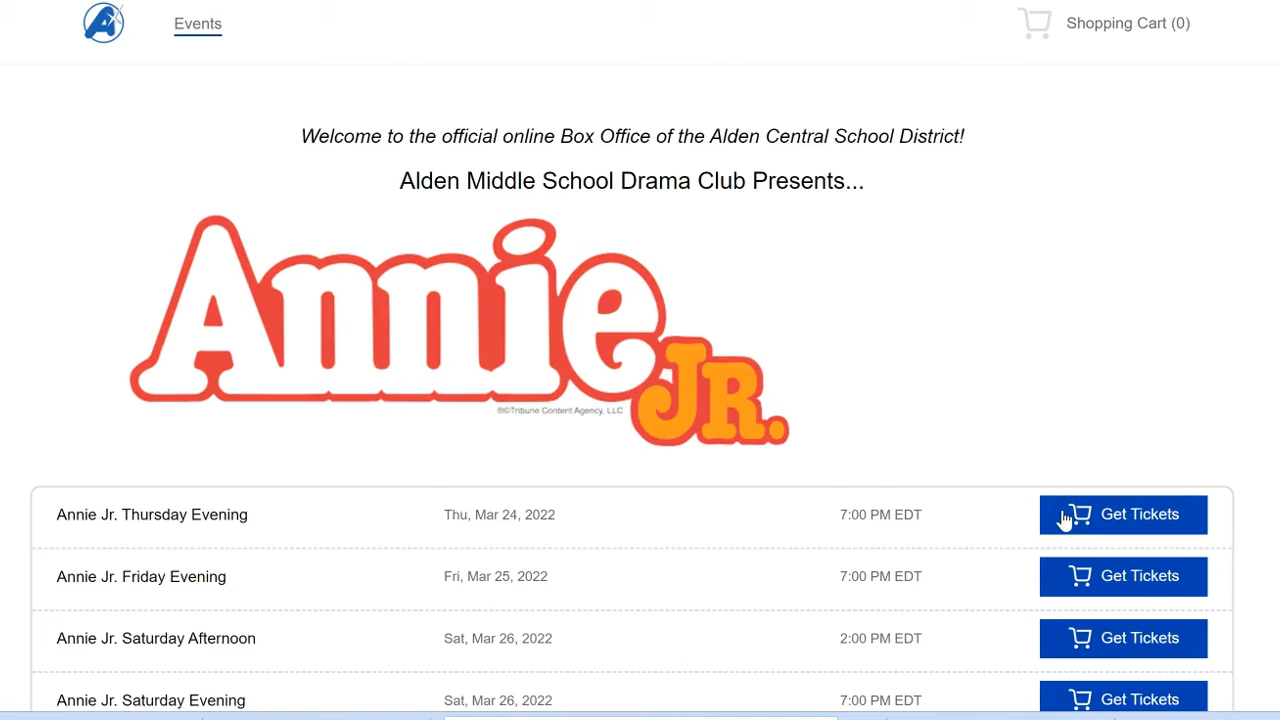 Events
Shopping Cart (0)
Welcome to the official online Box Office of the Alden Central School District!
Alden Middle School Drama Club Presents...
Annie JR.
®©Tribune Content Agency, LLC
Annie Jr. Thursday Evening Thu, Mar 24, 2022 7:00 PM EDT Get Tickets
Annie Jr. Friday Evening Fri, Mar 25, 2022 7:00 PM EDT Get Tickets
Annie Jr. Saturday Afternoon Sat, Mar 26, 2022 2:00 PM EDT Get Tickets
Annie Jr. Saturday Evening Sat, Mar 26, 2022 7:00 PM EDT Get Tickets